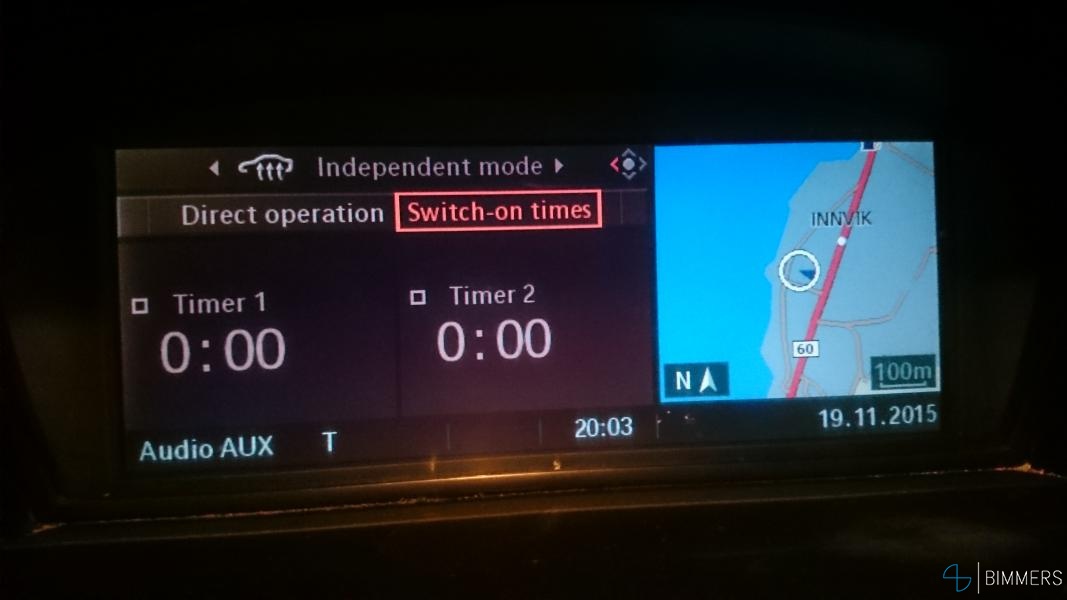 Independent mode
Direct operation Switch-on times
Timer 1 Timer 2
0:00 0:00
Audio AUX T 20:03 19.11.2015
INNVIK
60
N 100m
BIMMERS